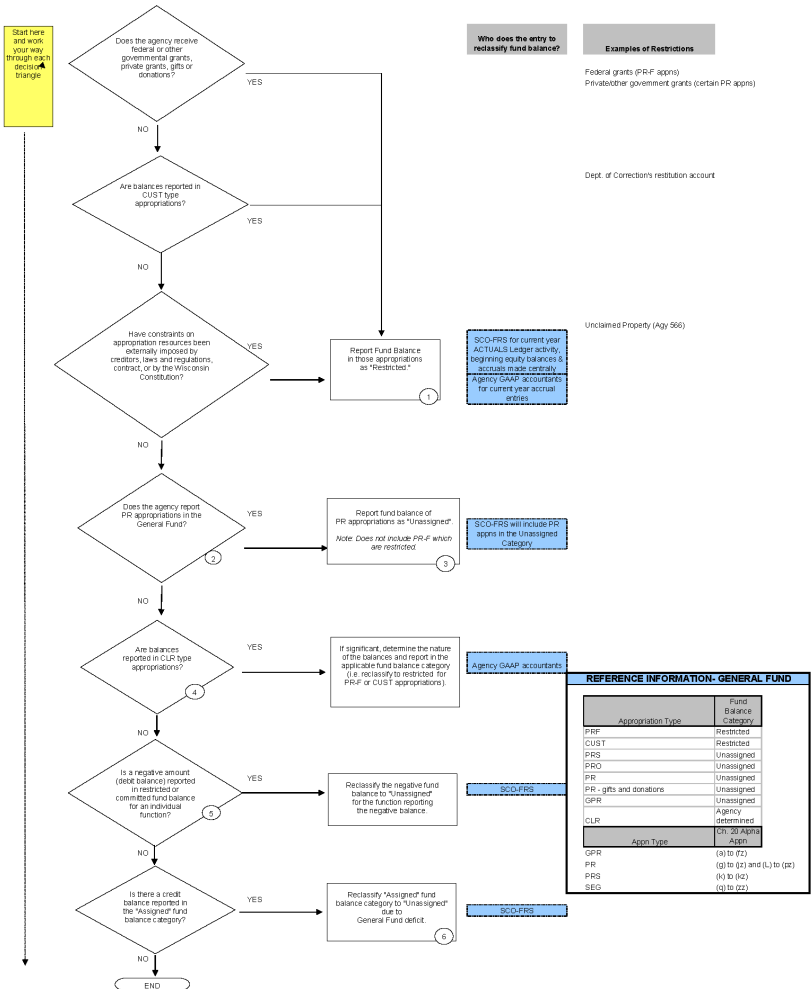 Start here
and work
your way
through each
decision
triangle
Does the agency receive
federal or other
governmental grants,
private grants, gifts or
donations?
YES
NO
Who does the entry to
reclassify fund balance?
Examples of Restrictions
Federal grants (PR-F appns)
Private/other government grants (certain PR appns)
Are balances reported in
CUST type
appropriations?
YES
NO
Dept. of Correction's restitution account
Have constraints on
appropriation resources been
externally imposed by
creditors, laws and regulations,
contract, or by the Wisconsin
Constitution?
YES
NO
Report Fund Balance
in those appropriations
as "Restricted."
1
SCO-FRS for current year
ACTUALS Ledger activity,
beginning equity balances &
accruals made centrally
Agency GAAP accountants
for current year accrual
entries
Unclaimed Property (Agy 566)
Does the agency report
PR appropriations in the
General Fund?
2
YES
NO
Report fund balance of
PR appropriations as "Unassigned".
Note: Does not include PR-F which
are restricted.
3
SCO-FRS will include PR
appns in the Unassigned
Category
Are balances
reported in CLR type
appropriations?
4
YES
NO
If significant, determine the nature
of the balances and report in the
applicable fund balance category
(i.e. reclassify to restricted for
PR-F or CUST appropriations).
Agency GAAP accountants
Is a negative amount
(debit balance) reported
in restricted or
committed fund balance
for an individual
function?
5
YES
NO
Reclassify the negative fund
balance to "Unassigned"
for the function reporting
the negative balance.
SCO-FRS
Is there a credit
balance reported in
the "Assigned" fund
balance category?
YES
NO
Reclassify "Assigned" fund
balance category to "Unassigned"
due to
General Fund deficit.
6
SCO-FRS
END
REFERENCE INFORMATION- GENERAL FUND
Appropriation Type Fund Balance Category
PRF Restricted
CUST Restricted
PRS Unassigned
PRO Unassigned
PR Unassigned
PR - gifts and donations Unassigned
GPR Unassigned
CLR Agency determined
Appn Type Ch. 20 Alpha Appn
GPR (a) to (fz)
PR (g) to (jz) and (L) to (pz)
PRS (k) to (kz)
SEG (q) to (zz)